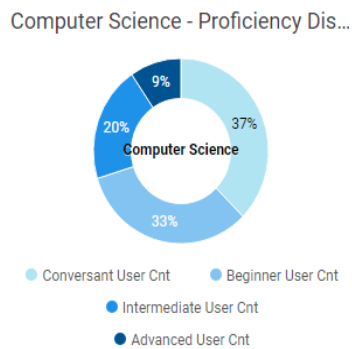 Computer Science - Proficiency Dis...
9%
37%
20%
Computer Science
33%
Conversant User Cnt
Beginner User Cnt
Intermediate User Cnt
Advanced User Cnt